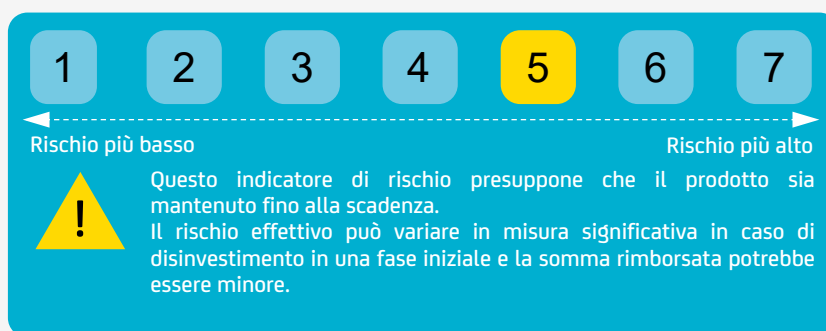 1 2 3 4 5 6 7
Rischio più basso Rischio più alto
Questo indicatore di rischio presuppone che il prodotto sia
mantenuto fino alla scadenza.
Il rischio effettivo può variare in misura significativa in caso di
disinvestimento in una fase iniziale e la somma rimborsata potrebbe
essere minore.
!